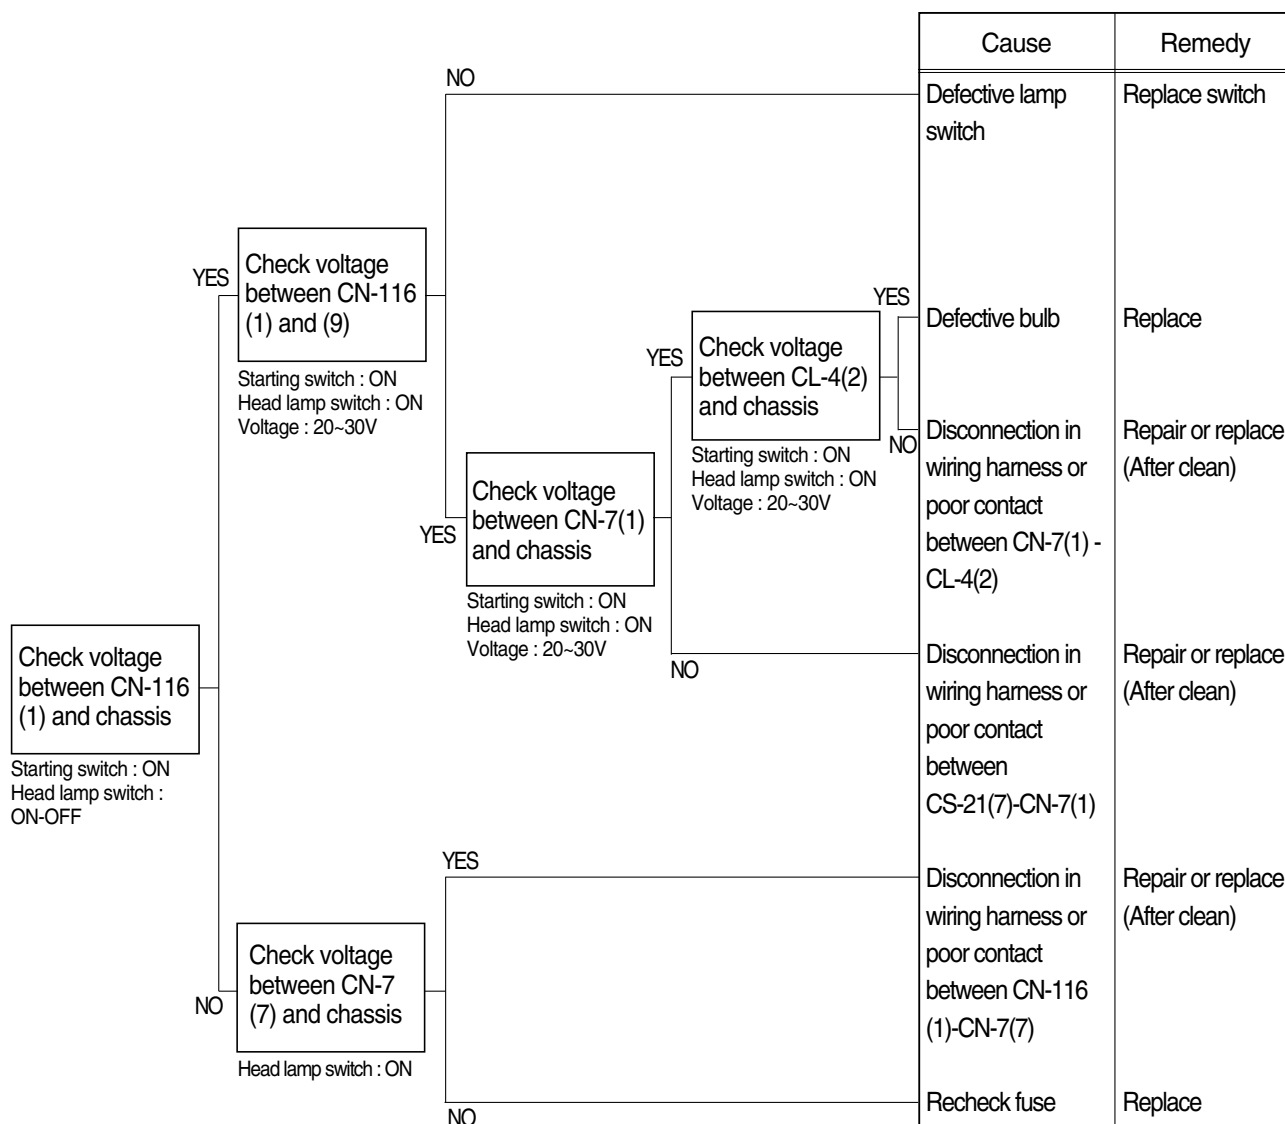 Cause
Remedy
NO
Defective lamp
switch
Replace switch
YES
Check voltage
between CN-116
(1) and (9)
Starting switch : ON
Head lamp switch : ON
Voltage : 20~30V
YES
Defective bulb
Replace
YES
Check voltage
between CL-4(2)
and chassis
Starting switch : ON
Head lamp switch : ON
Voltage : 20~30V
NO
Disconnection in
wiring harness or
poor contact
between CN-7(1) -
CL-4(2)
Repair or replace
(After clean)
YES
Check voltage
between CN-7(1)
and chassis
Starting switch : ON
Head lamp switch : ON
Voltage : 20~30V
NO
Disconnection in
wiring harness or
poor contact
between
CS-21(7)-CN-7(1)
Repair or replace
(After clean)
Check voltage
between CN-116
(1) and chassis
Starting switch : ON
Head lamp switch :
ON-OFF
YES
Disconnection in
wiring harness or
poor contact
between CN-116
(1)-CN-7(7)
Repair or replace
(After clean)
NO
Check voltage
between CN-7
(7) and chassis
Head lamp switch : ON
NO
Recheck fuse
Replace